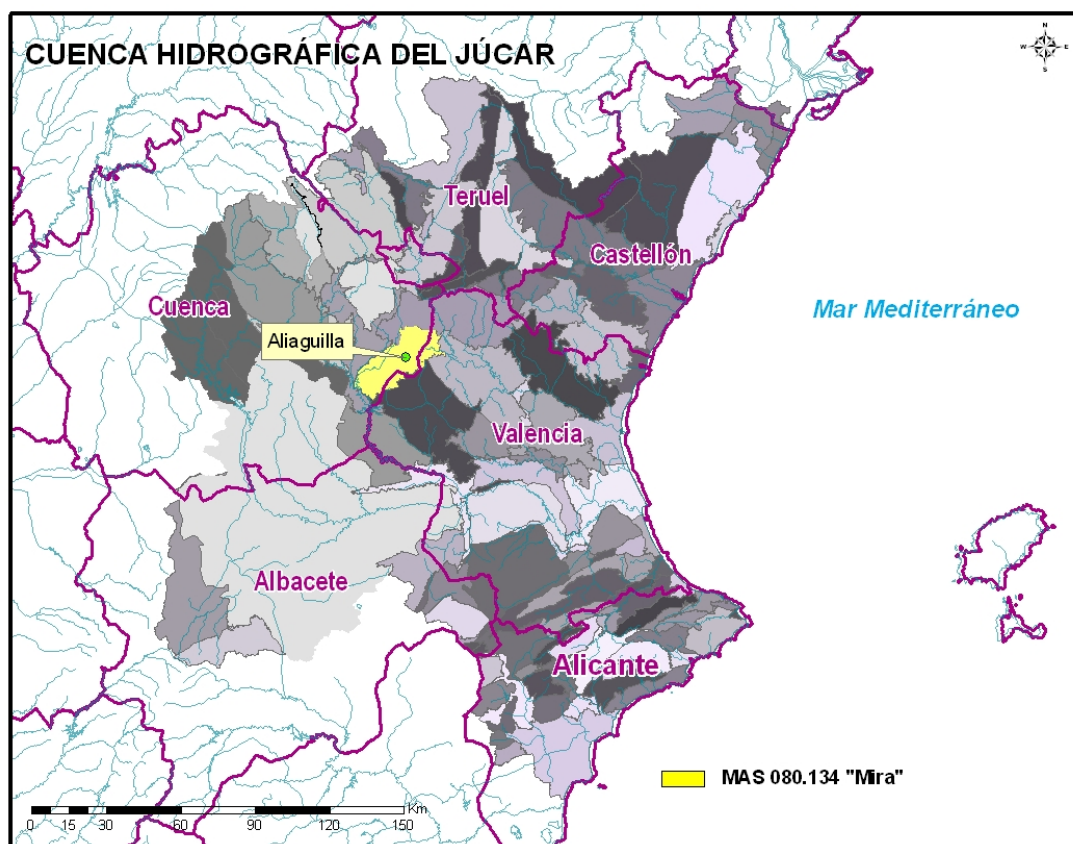 CUENCA HIDROGRÁFICA DEL JÚCAR
N
W E
S
Teruel
Castellón
Cuenca
Mar Mediterráneo
Aliaguilla
Valencia
Albacete
Alicante
MAS 080.134 "Mira"
Km
0 15 30 60 90 120 150